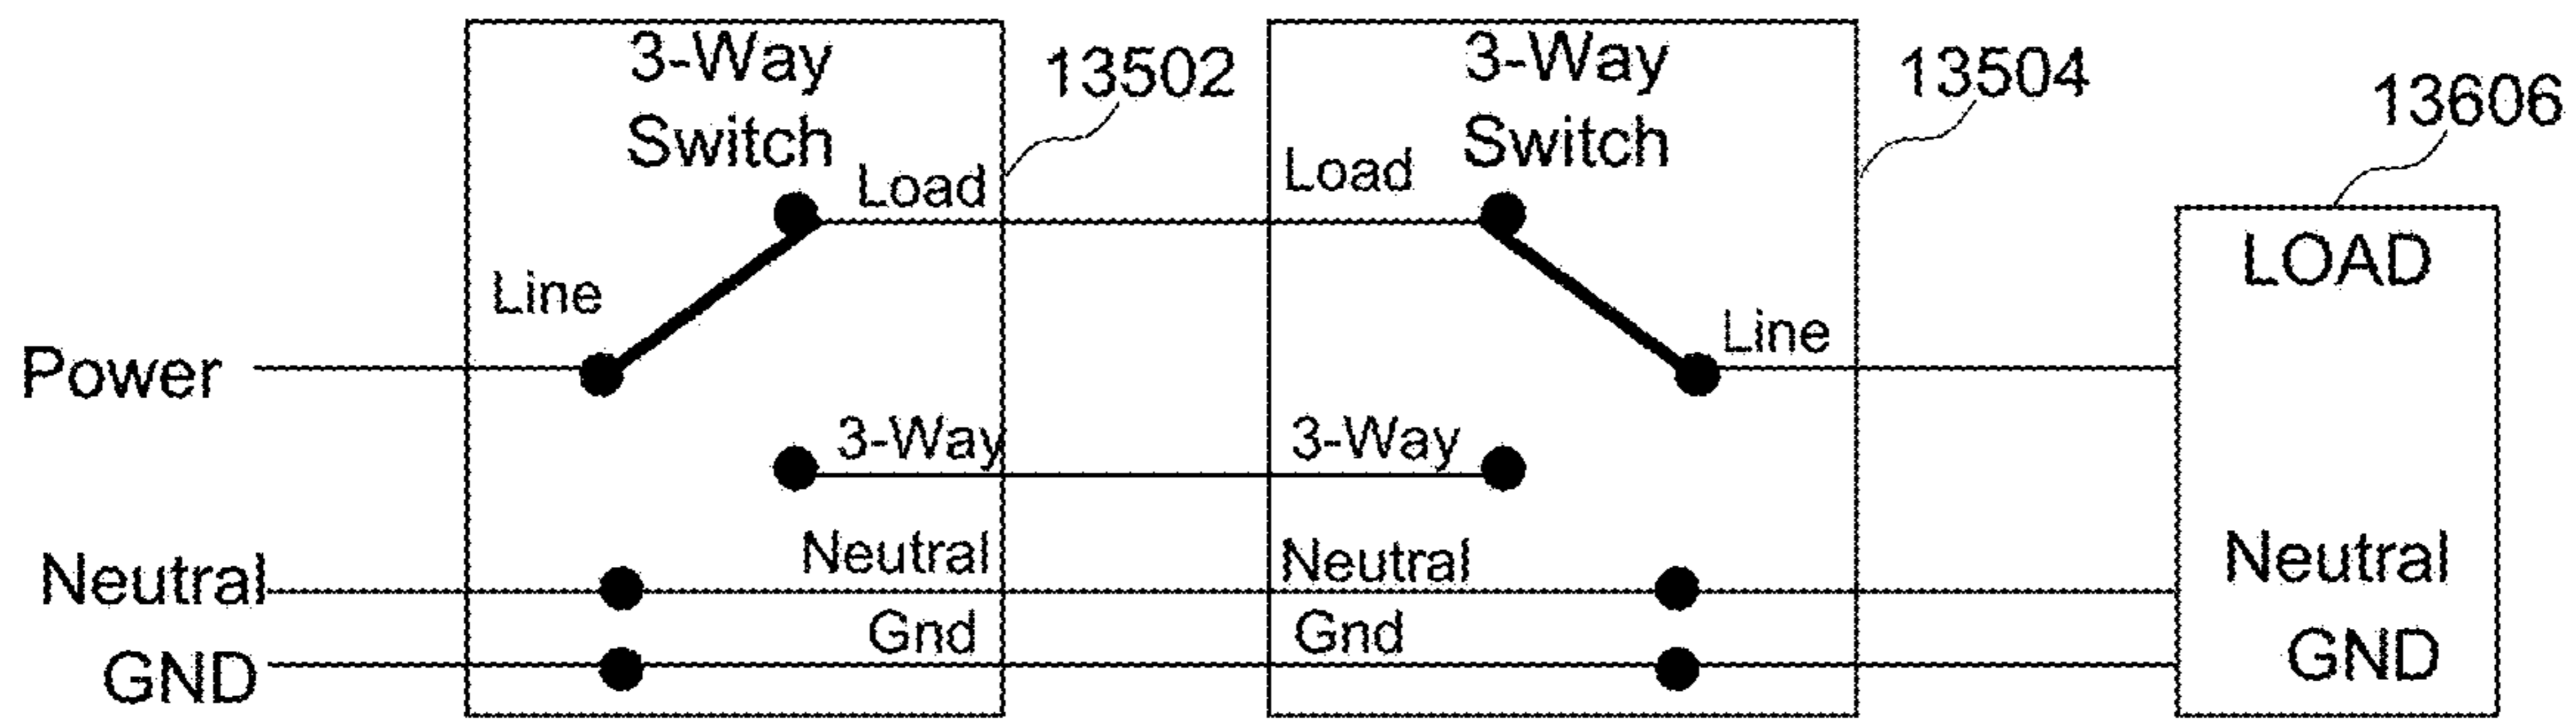 3-Way
Switch
13502
3-Way
Switch
13504
13606
Load
Load
LOAD
Line
Line
Power
3-Way
3-Way
Neutral
Neutral
Neutral
Neutral
GND
Gnd
Gnd
GND